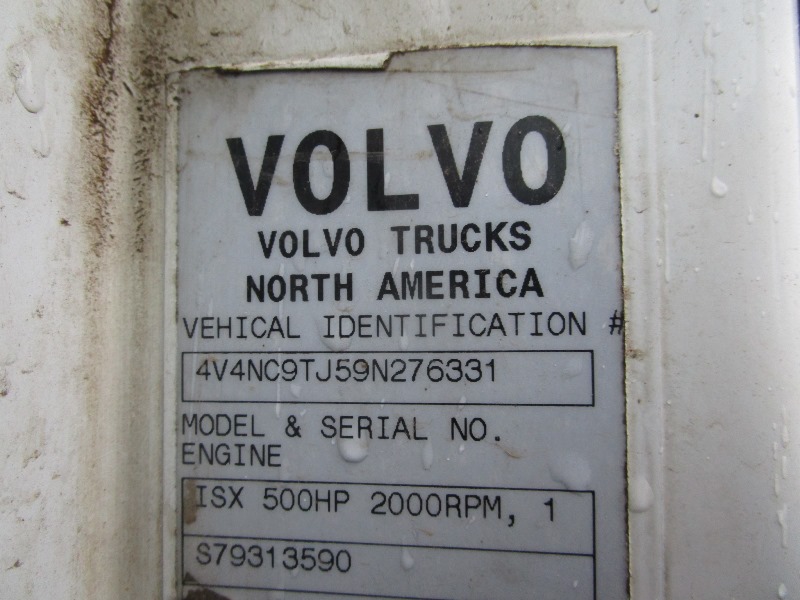 VOLVO
VOLVO TRUCKS
NORTH AMERICA
VEHICAL IDENTIFICATION #
4V4NC9TJ59N276331
MODEL & SERIAL NO.
ENGINE
ISX 500HP 2000RPM, 1
S79313590